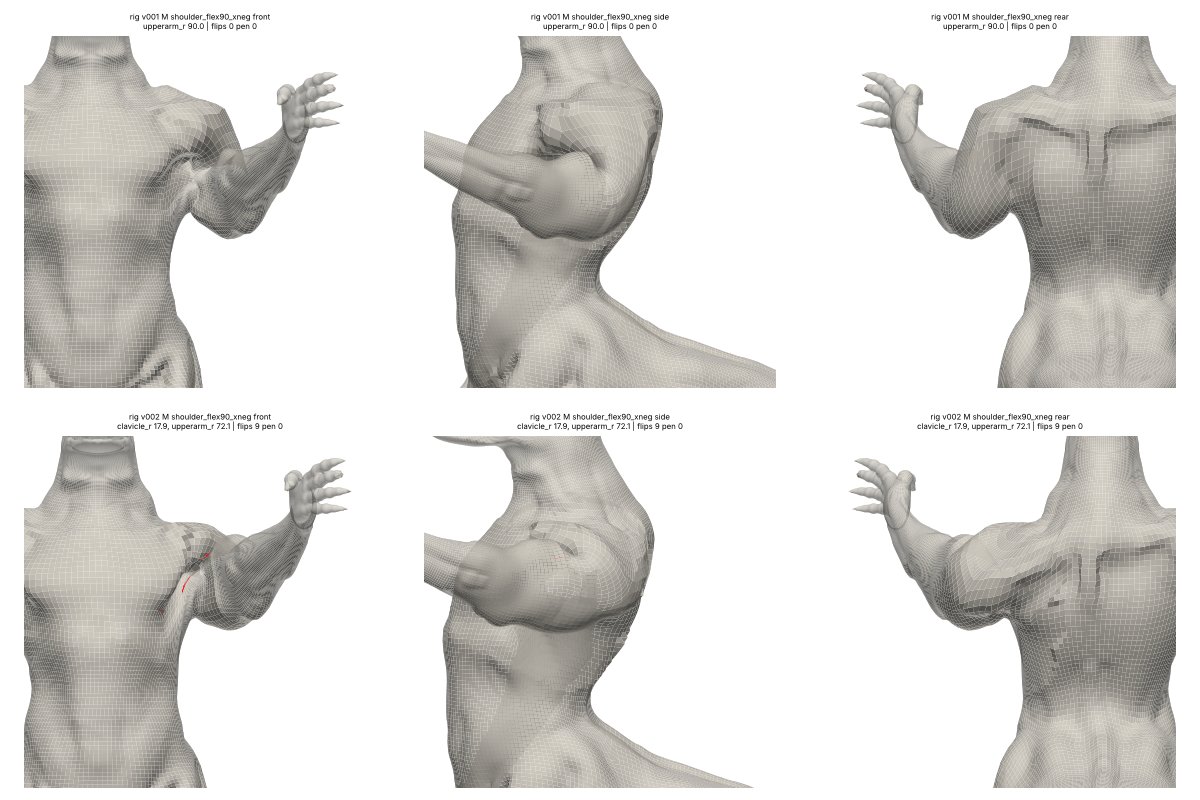 rig v001 M shoulder_flex90_xneg front
upperarm_r 90.0 | flips 0 pen 0
rig v001 M shoulder_flex90_xneg side
upperarm_r 90.0 | flips 0 pen 0
rig v001 M shoulder_flex90_xneg rear
upperarm_r 90.0 | flips 0 pen 0
rig v002 M shoulder_flex90_xneg front
clavicle_r 17.9, upperarm_r 72.1 | flips 9 pen 0
rig v002 M shoulder_flex90_xneg side
clavicle_r 17.9, upperarm_r 72.1 | flips 9 pen 0
rig v002 M shoulder_flex90_xneg rear
clavicle_r 17.9, upperarm_r 72.1 | flips 9 pen 0